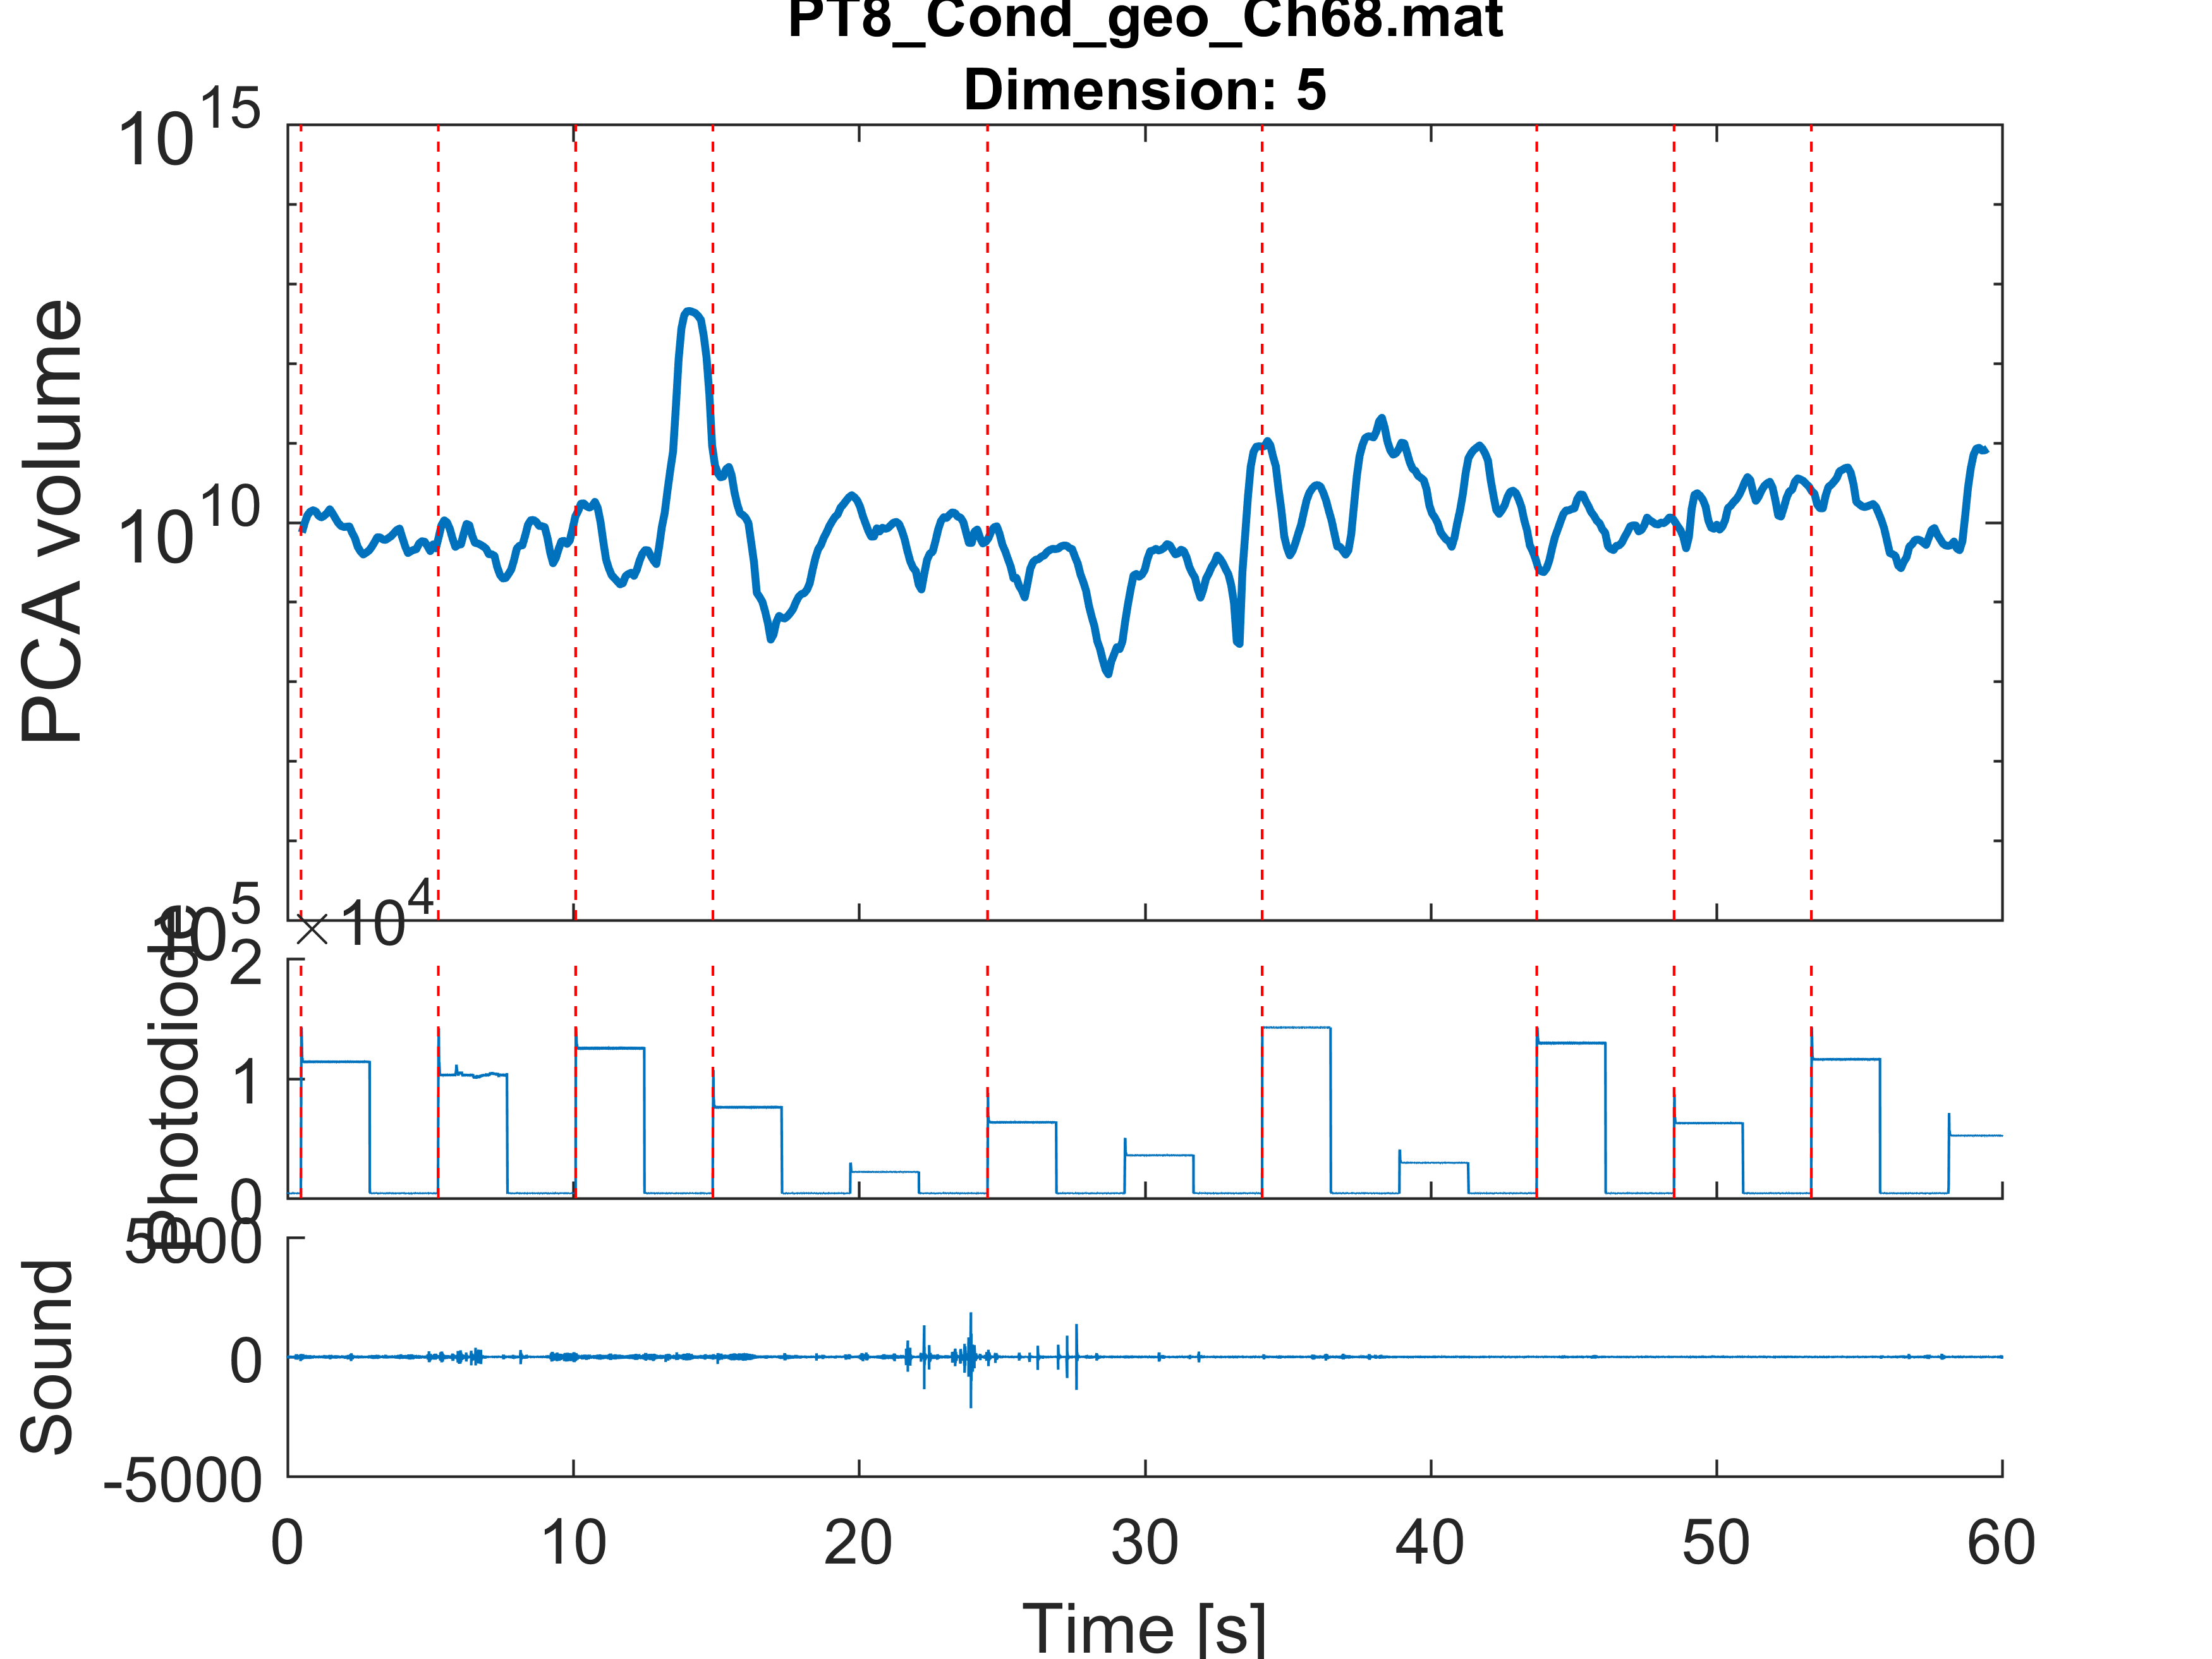 PT8_Cond_geo_Ch68.mat
Dimension: 5
PCA volume
10^15
10^10
10^5
Photodiode
×10^4
2
1
0
Sound
5000
0
-5000
0 10 20 30 40 50 60
Time [s]